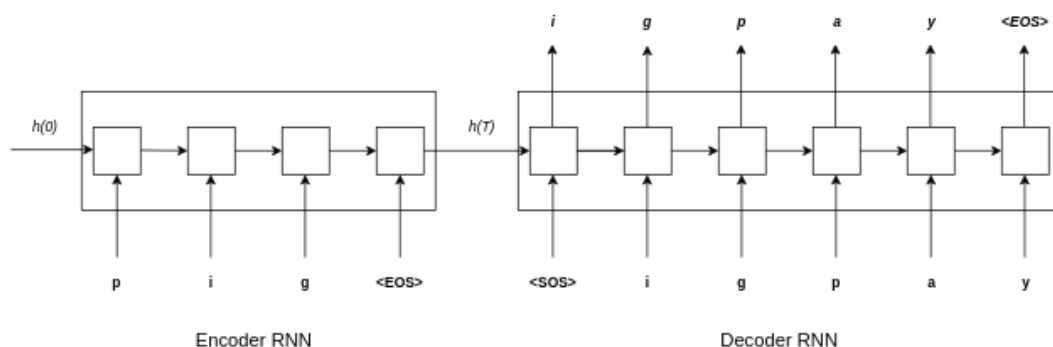 i g p a y <EOS>
h(0) h(T)
p i g <EOS> <SOS> i g p a y
Encoder RNN Decoder RNN